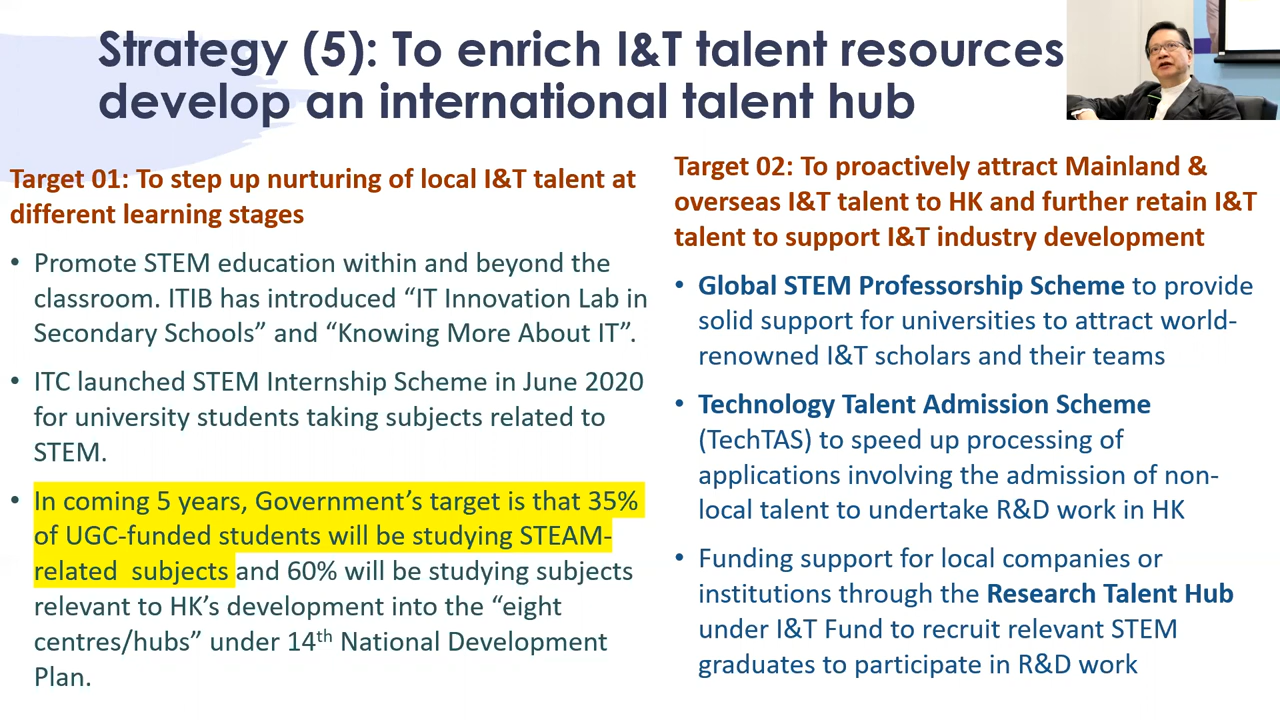 Strategy (5): To enrich I&T talent resources
develop an international talent hub
Target 01: To step up nurturing of local I&T talent at
different learning stages
• Promote STEM education within and beyond the
classroom. ITIB has introduced “IT Innovation Lab in
Secondary Schools” and “Knowing More About IT”.
• ITC launched STEM Internship Scheme in June 2020
for university students taking subjects related to
STEM.
• In coming 5 years, Government’s target is that 35%
of UGC-funded students will be studying STEAM-
related subjects and 60% will be studying subjects
relevant to HK’s development into the “eight
centres/hubs” under 14th National Development
Plan.
Target 02: To proactively attract Mainland &
overseas I&T talent to HK and further retain I&T
talent to support I&T industry development
• Global STEM Professorship Scheme to provide
solid support for universities to attract world-
renowned I&T scholars and their teams
• Technology Talent Admission Scheme
(TechTAS) to speed up processing of
applications involving the admission of non-
local talent to undertake R&D work in HK
• Funding support for local companies or
institutions through the Research Talent Hub
under I&T Fund to recruit relevant STEM
graduates to participate in R&D work